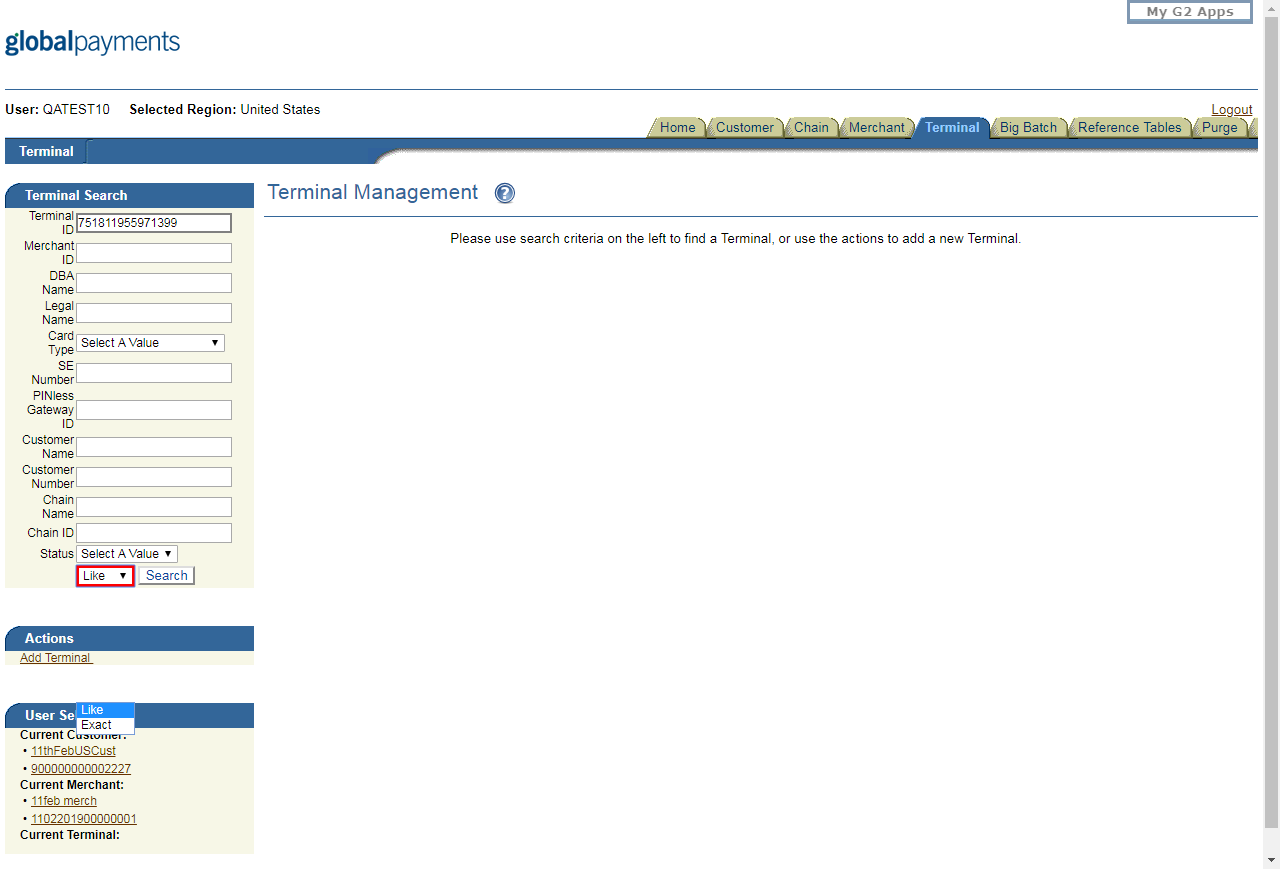 My G2 Apps
globalpayments
User: QATEST10 Selected Region: United States
Logout
Home Customer Chain Merchant Terminal Big Batch Reference Tables Purge
Terminal
Terminal Search
Terminal ID 751811955971399
Merchant ID
DBA Name
Legal Name
Card Type Select A Value
SE Number
PINless Gateway ID
Customer Name
Customer Number
Chain Name
Chain ID
Status Select A Value
Like Search
Terminal Management ?
Please use search criteria on the left to find a Terminal, or use the actions to add a new Terminal.
Actions
Add Terminal
User Se
Like
Exact
Current Customer:
• 11thFebUSCust
• 900000000002227
Current Merchant:
• 11feb merch
• 1102201900000001
Current Terminal: